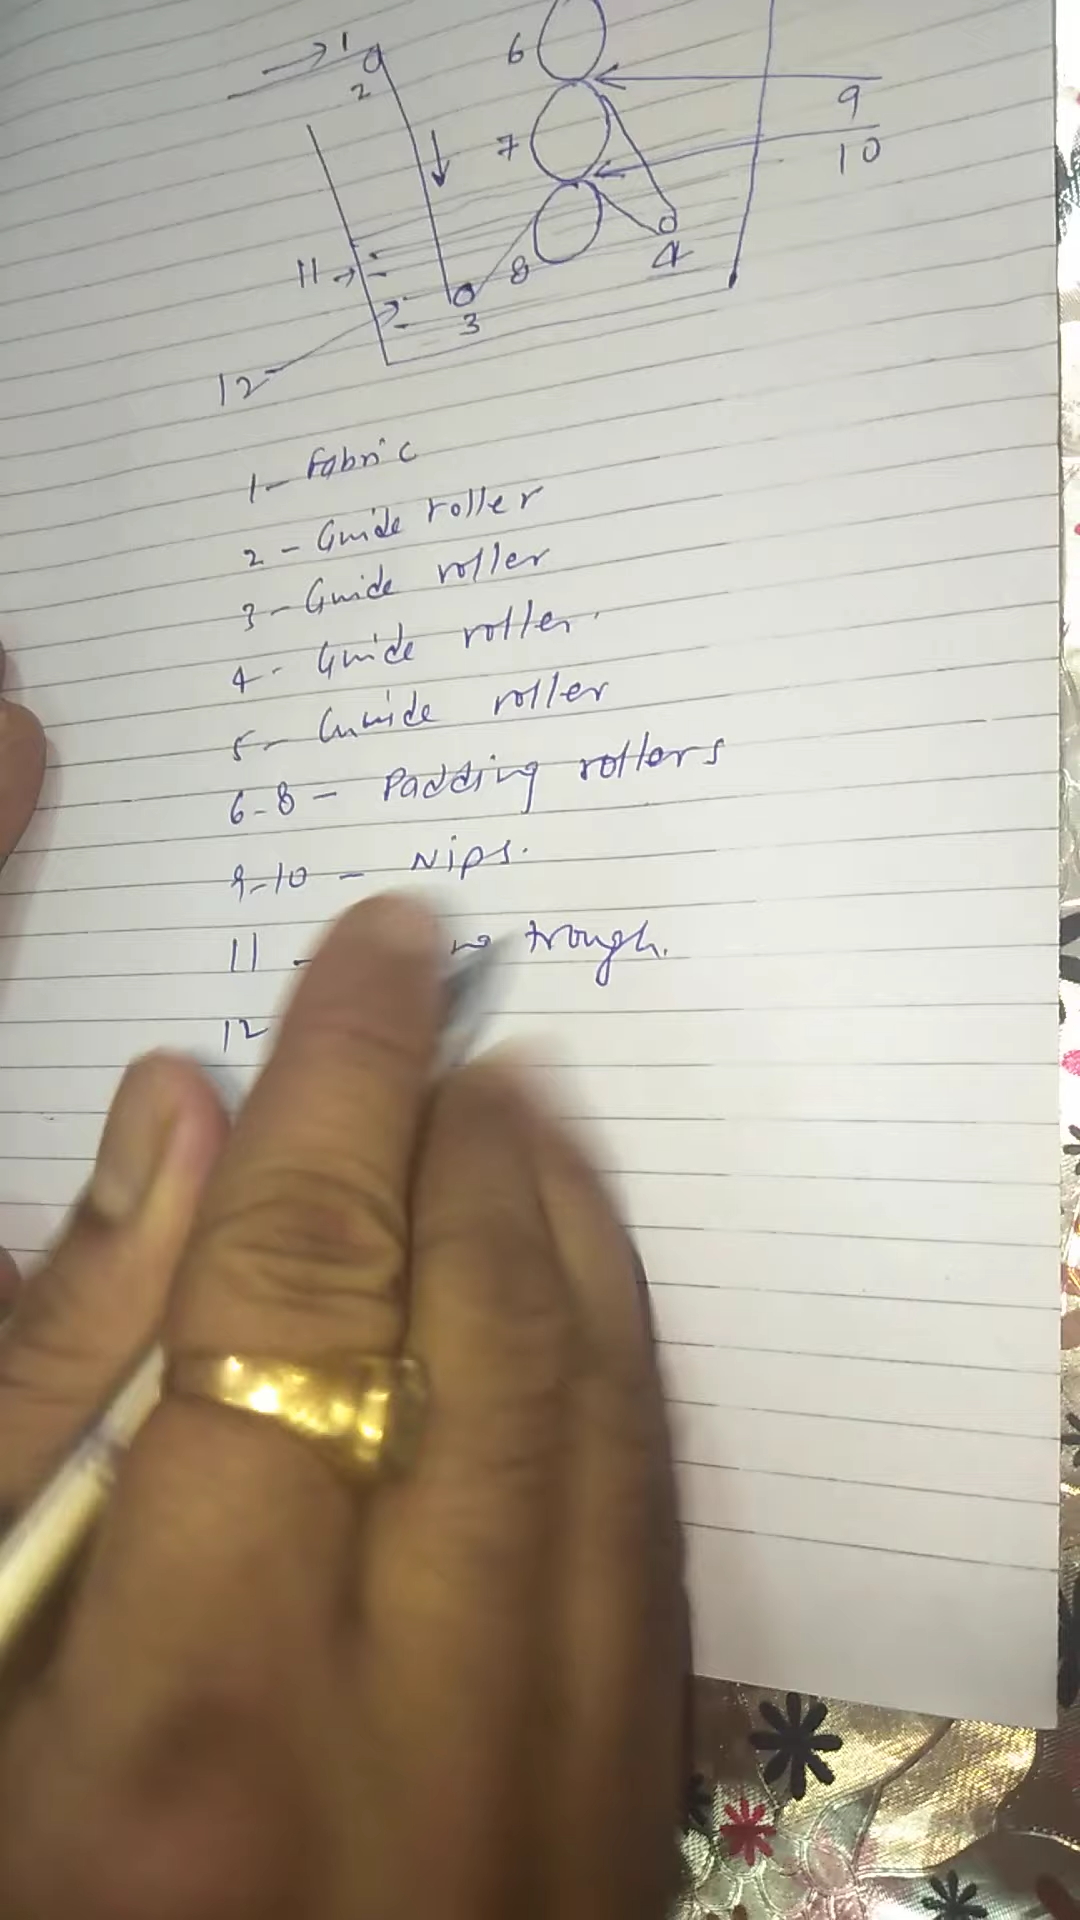 1
2
6
7
9
10
11
8
4
3
12
1- Fabric
2 - Guide roller
3 - Guide roller
4 - Guide roller.
5 - Guide roller
6-8 - Padding rollers
9-10 - Nips.
11 - trough.
12